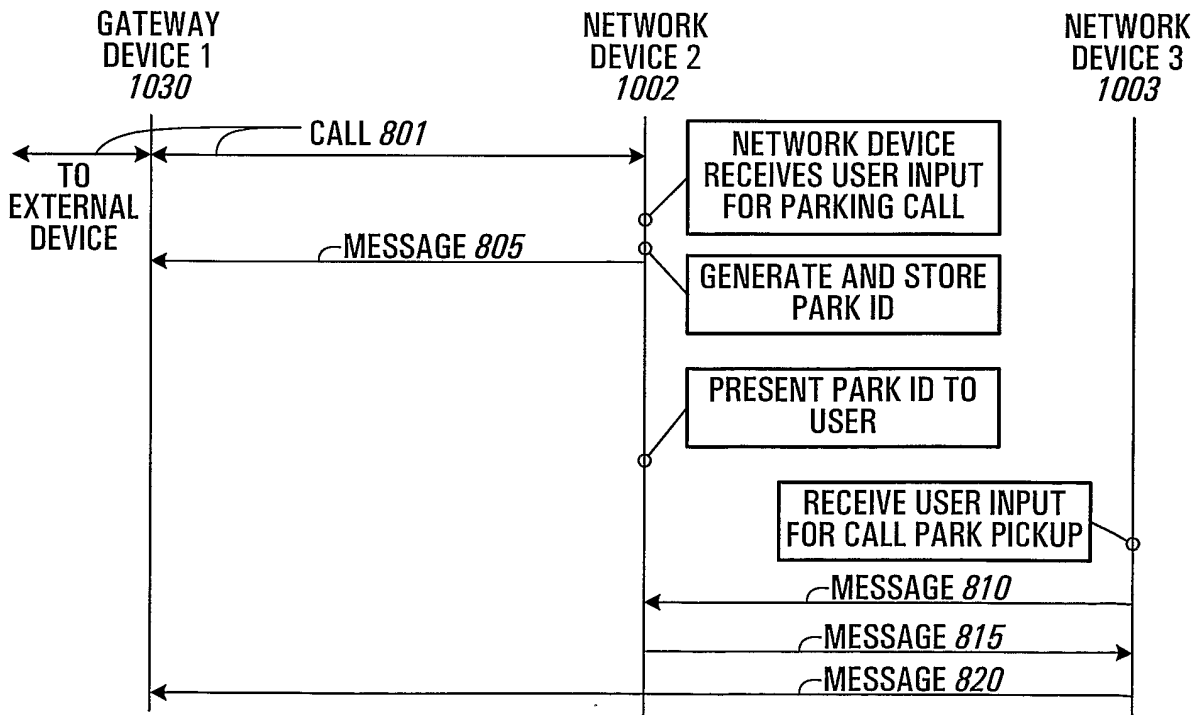 GATEWAY
DEVICE 1
1030
NETWORK
DEVICE 2
1002
NETWORK
DEVICE 3
1003
CALL 801
TO
EXTERNAL
DEVICE
NETWORK DEVICE
RECEIVES USER INPUT
FOR PARKING CALL
MESSAGE 805
GENERATE AND STORE
PARK ID
PRESENT PARK ID TO
USER
RECEIVE USER INPUT
FOR CALL PARK PICKUP
MESSAGE 810
MESSAGE 815
MESSAGE 820